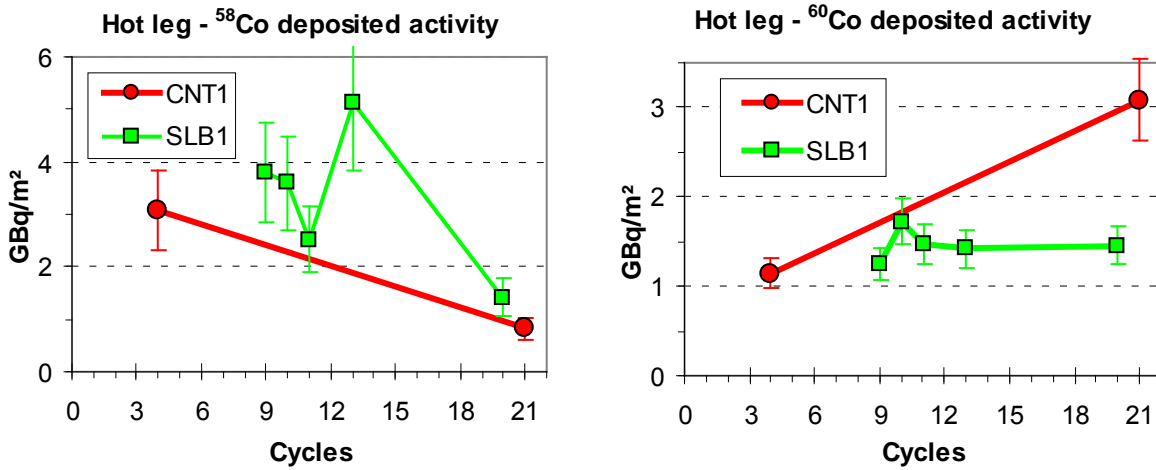 Hot leg - ⁵⁸Co deposited activity
6
4
2
0
GBq/m²
CNT1
SLB1
0 3 6 9 12 15 18 21
Cycles
Hot leg - ⁶⁰Co deposited activity
3
2
1
0
GBq/m²
CNT1
SLB1
0 3 6 9 12 15 18 21
Cycles